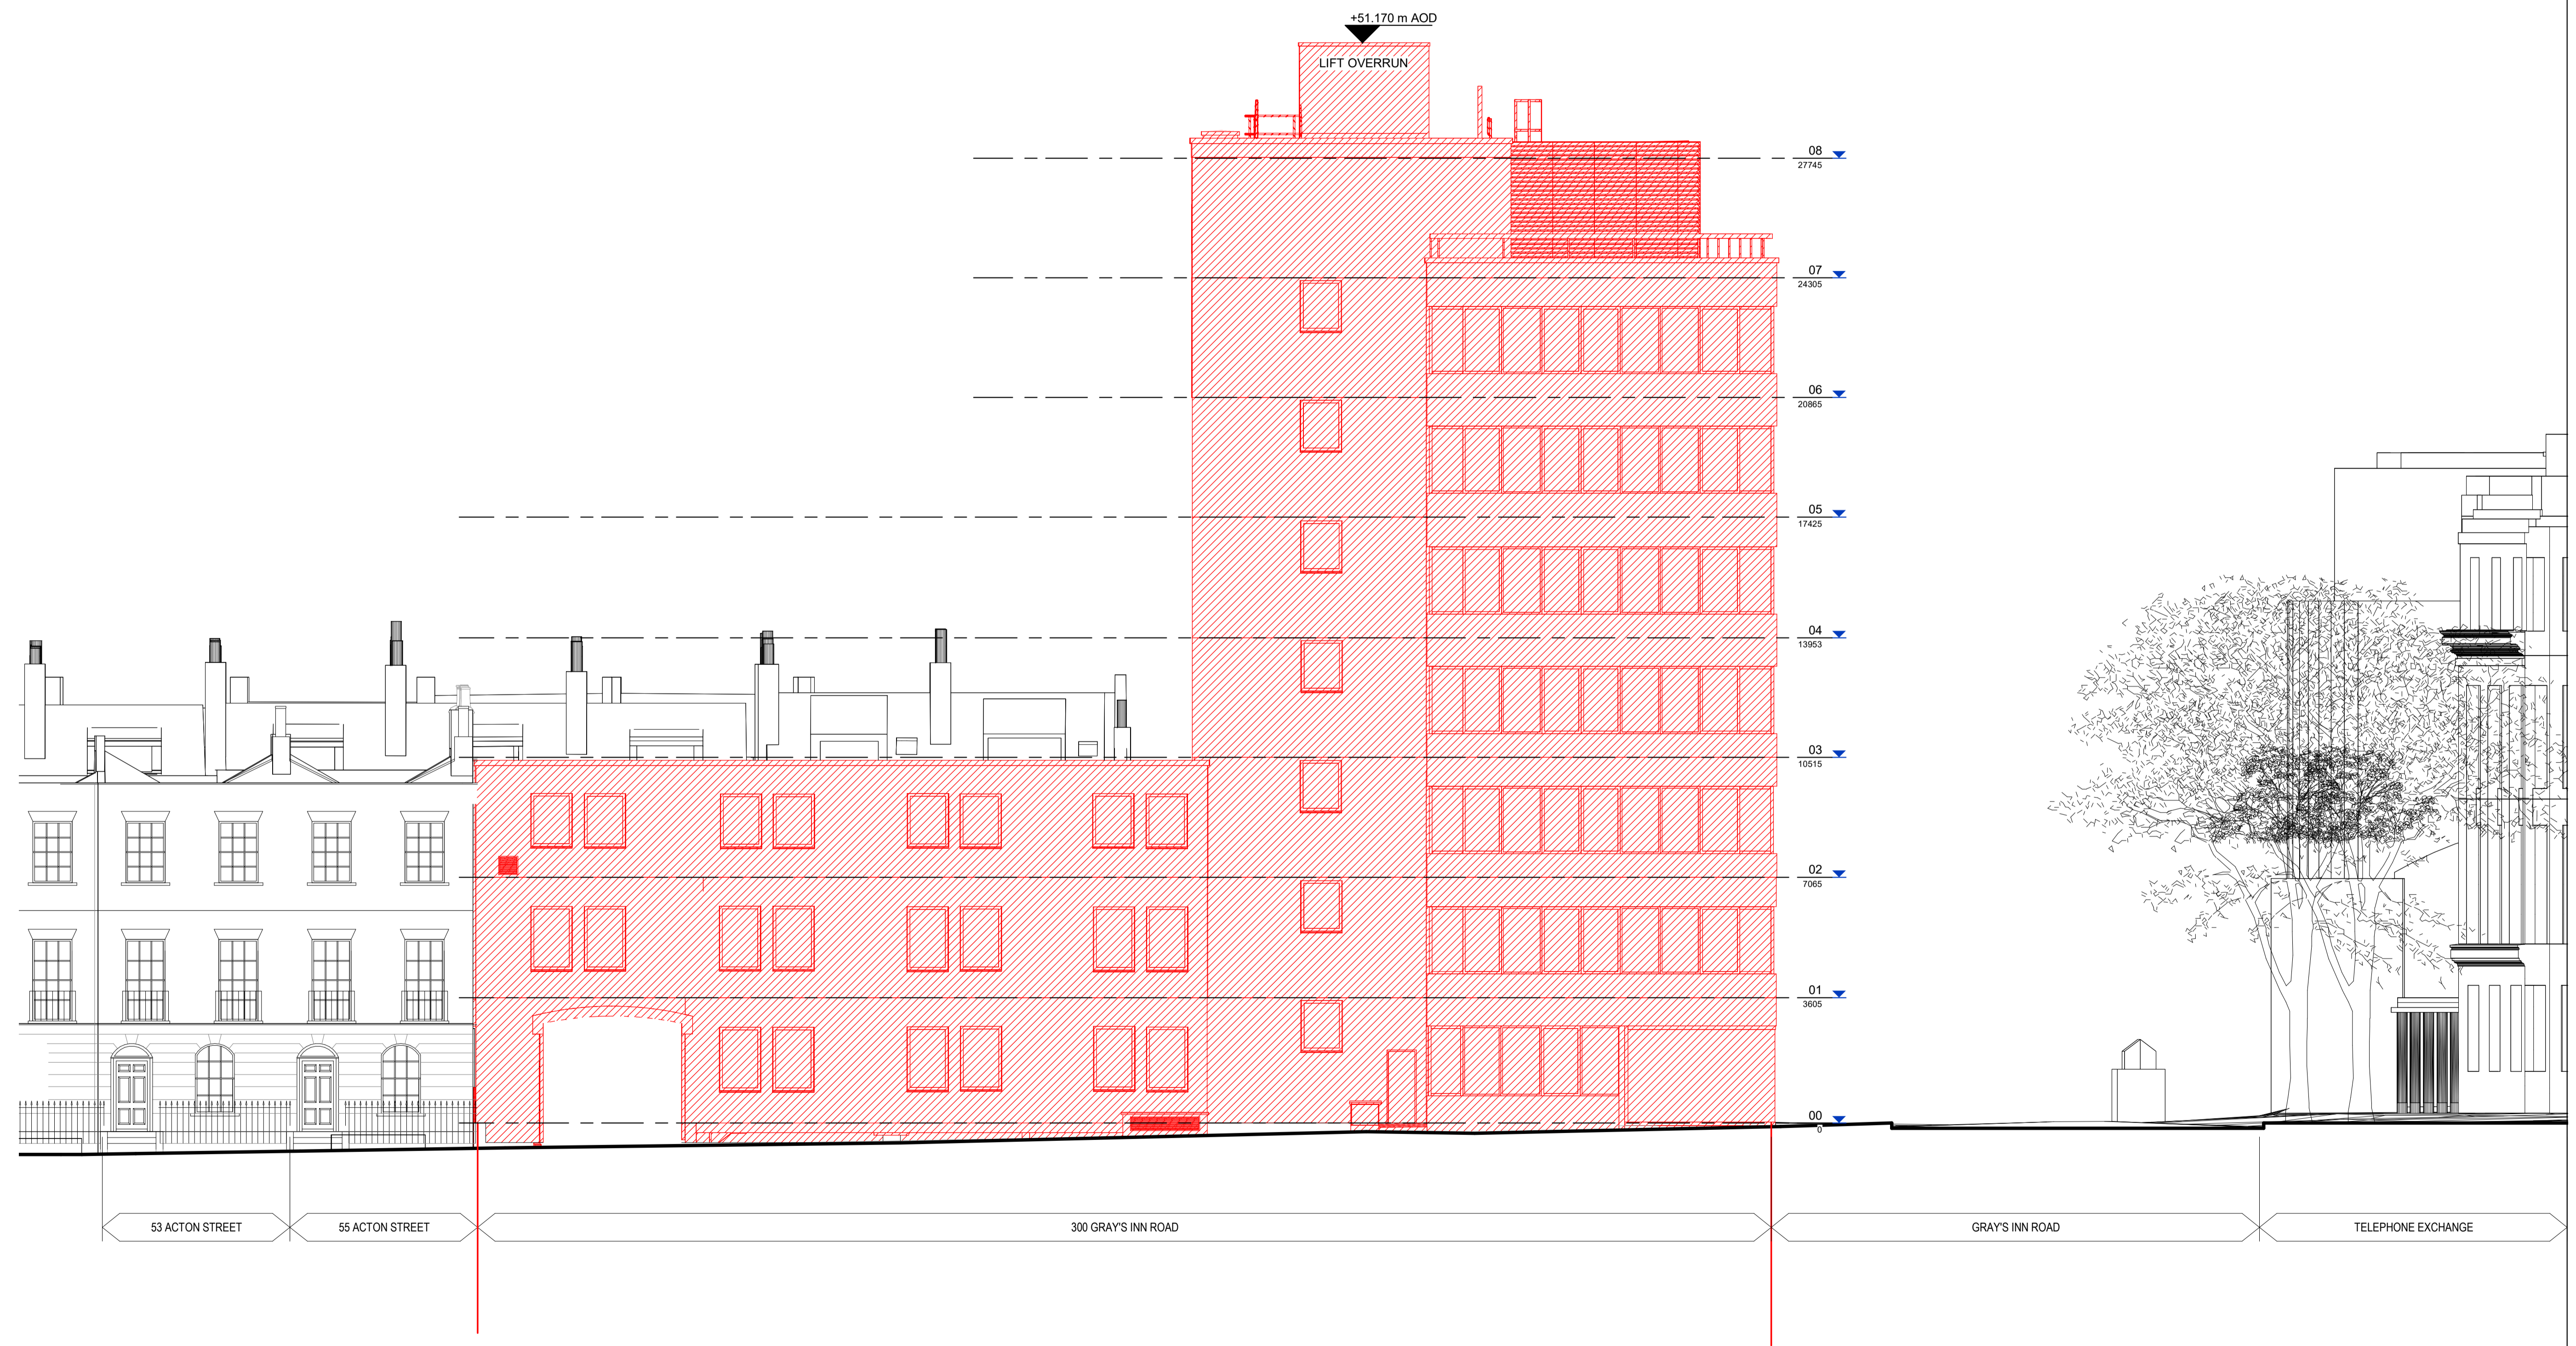 +51.170 m AOD
LIFT OVERRUN
08
27745
07
24305
06
20865
05
17425
04
13953
03
10515
02
7065
01
3605
00
0
53 ACTON STREET
55 ACTON STREET
300 GRAY'S INN ROAD
GRAY'S INN ROAD
TELEPHONE EXCHANGE